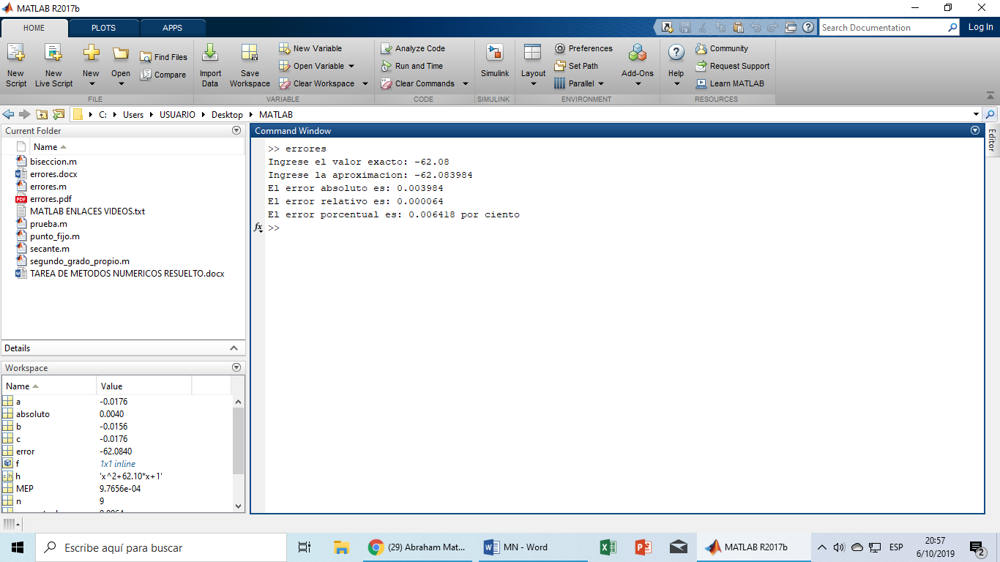 MATLAB R2017b
HOME PLOTS APPS
Search Documentation Log In
New Script
New Live Script
New
Open
Find Files
Compare
FILE
Import Data
Save Workspace
New Variable
Open Variable
Clear Workspace
VARIABLE
Analyze Code
Run and Time
Clear Commands
CODE
Simulink
SIMULINK
Layout
Preferences
Set Path
Parallel
Add-Ons
ENVIRONMENT
Help
Community
Request Support
Learn MATLAB
RESOURCES
C: Users USUARIO Desktop MATLAB
Current Folder
Name
biseccion.m
errores.docx
errores.m
errores.pdf
MATLAB ENLACES VIDEOS.txt
prueba.m
punto_fijo.m
secante.m
segundo_grado_propio.m
TAREA DE METODOS NUMERICOS RESUELTO.docx
Details
Workspace
Name Value
a -0.0176
absoluto 0.0040
b -0.0156
c -0.0176
error -62.0840
f 1x1 inline
h 'x^2+62.10*x+1'
MEP 9.7656e-04
n 9
Command Window
>> errores
Ingrese el valor exacto: -62.08
Ingrese la aproximacion: -62.083984
El error absoluto es: 0.003984
El error relativo es: 0.000064
El error porcentual es: 0.006418 por ciento
fx >>
Editor
Escribe aquí para buscar
(29) Abraham Mat...
MN - Word
MATLAB R2017b
ESP
20:57
6/10/2019
2